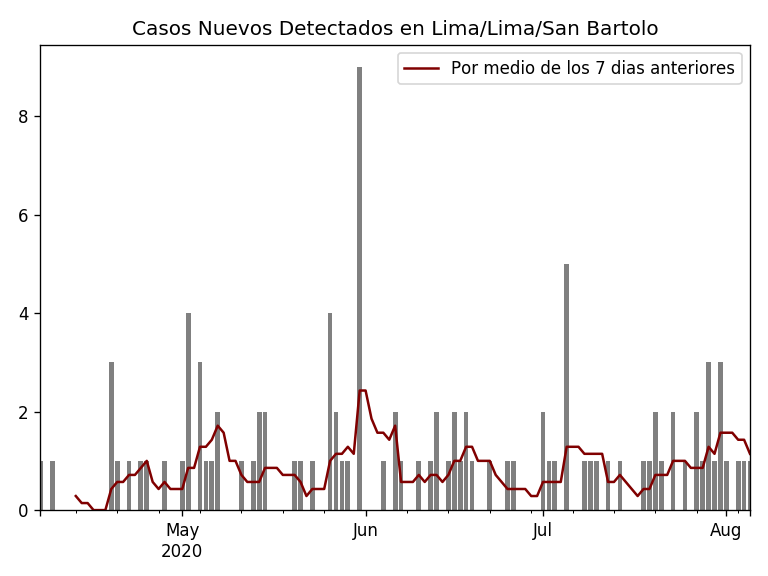 Casos Nuevos Detectados en Lima/Lima/San Bartolo
Por medio de los 7 dias anteriores
8
6
4
2
0
May
2020
Jun
Jul
Aug